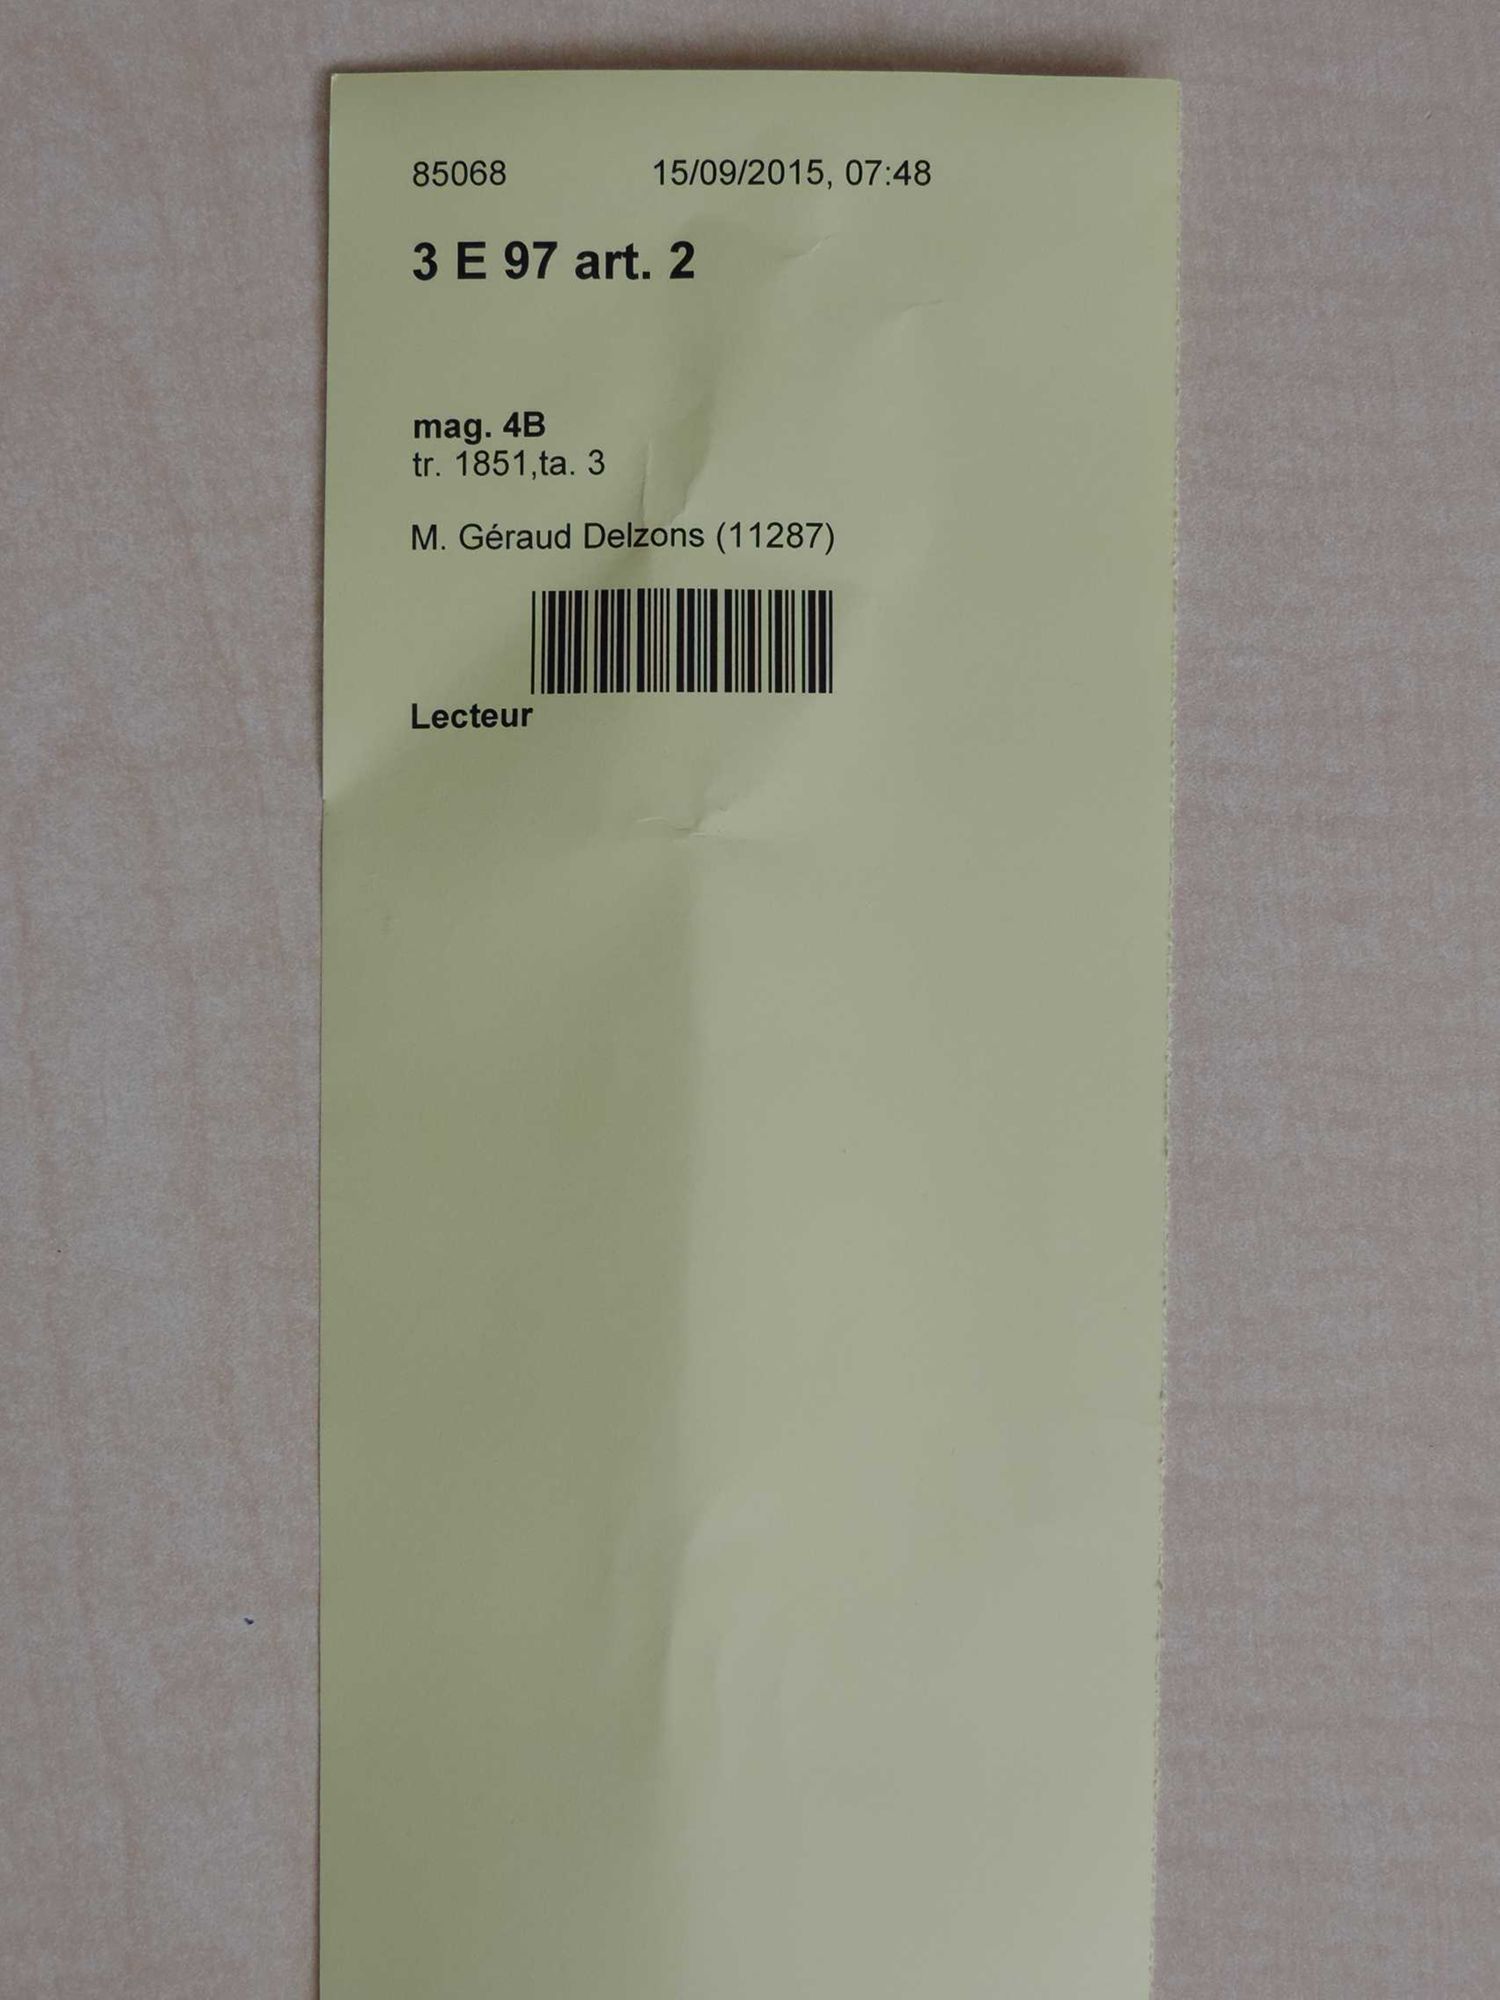 85068 15/09/2015, 07:48
3 E 97 art. 2
mag. 4B
tr. 1851,ta. 3
M. Géraud Delzons (11287)
Lecteur